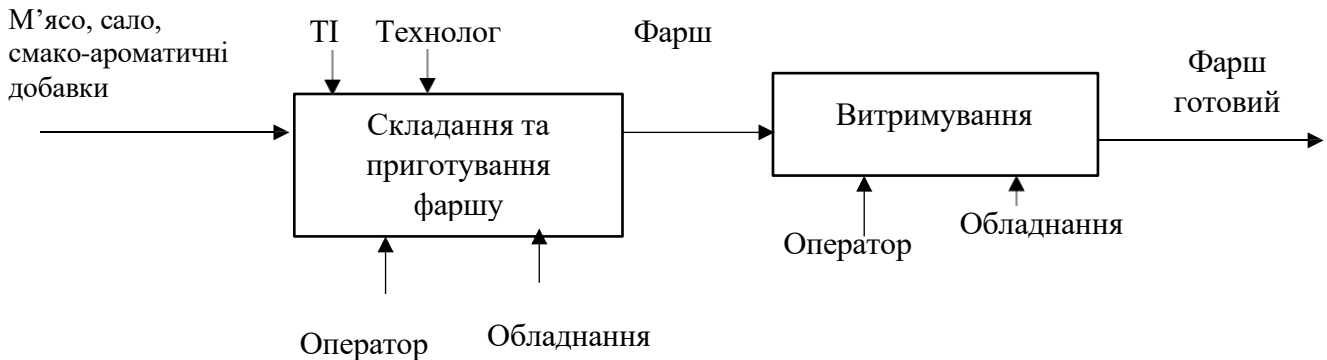 М’ясо, сало,
смако-ароматичні
добавки
ТІ
Технолог
Фарш
Складання та
приготування
фаршу
Витримування
Фарш
готовий
Оператор
Обладнання
Оператор
Обладнання